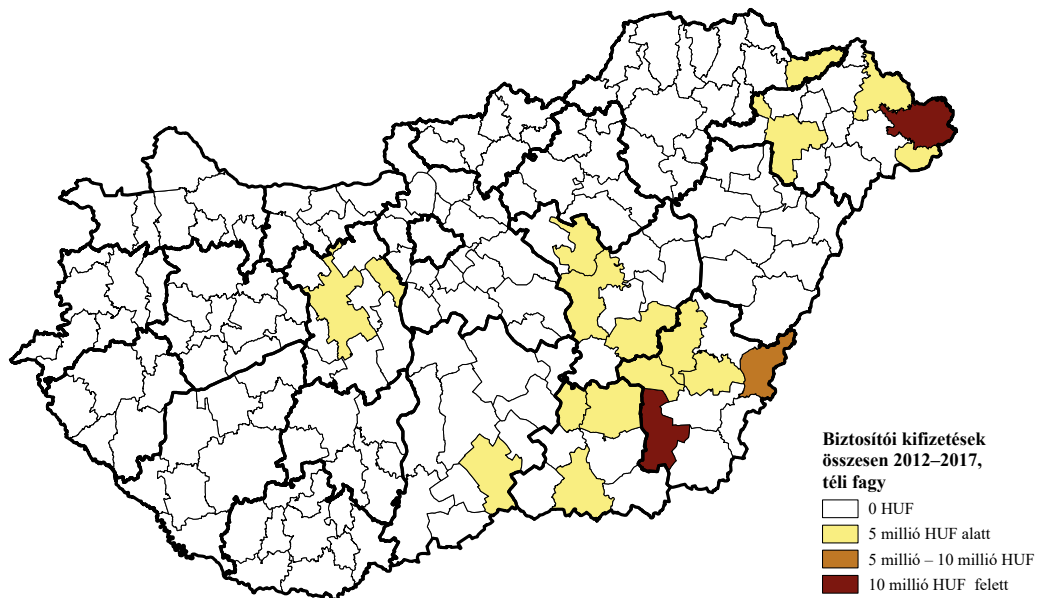 Biztosítói kifizetések
összesen 2012–2017,
téli fagy
0 HUF
5 millió HUF alatt
5 millió – 10 millió HUF
10 millió HUF felett